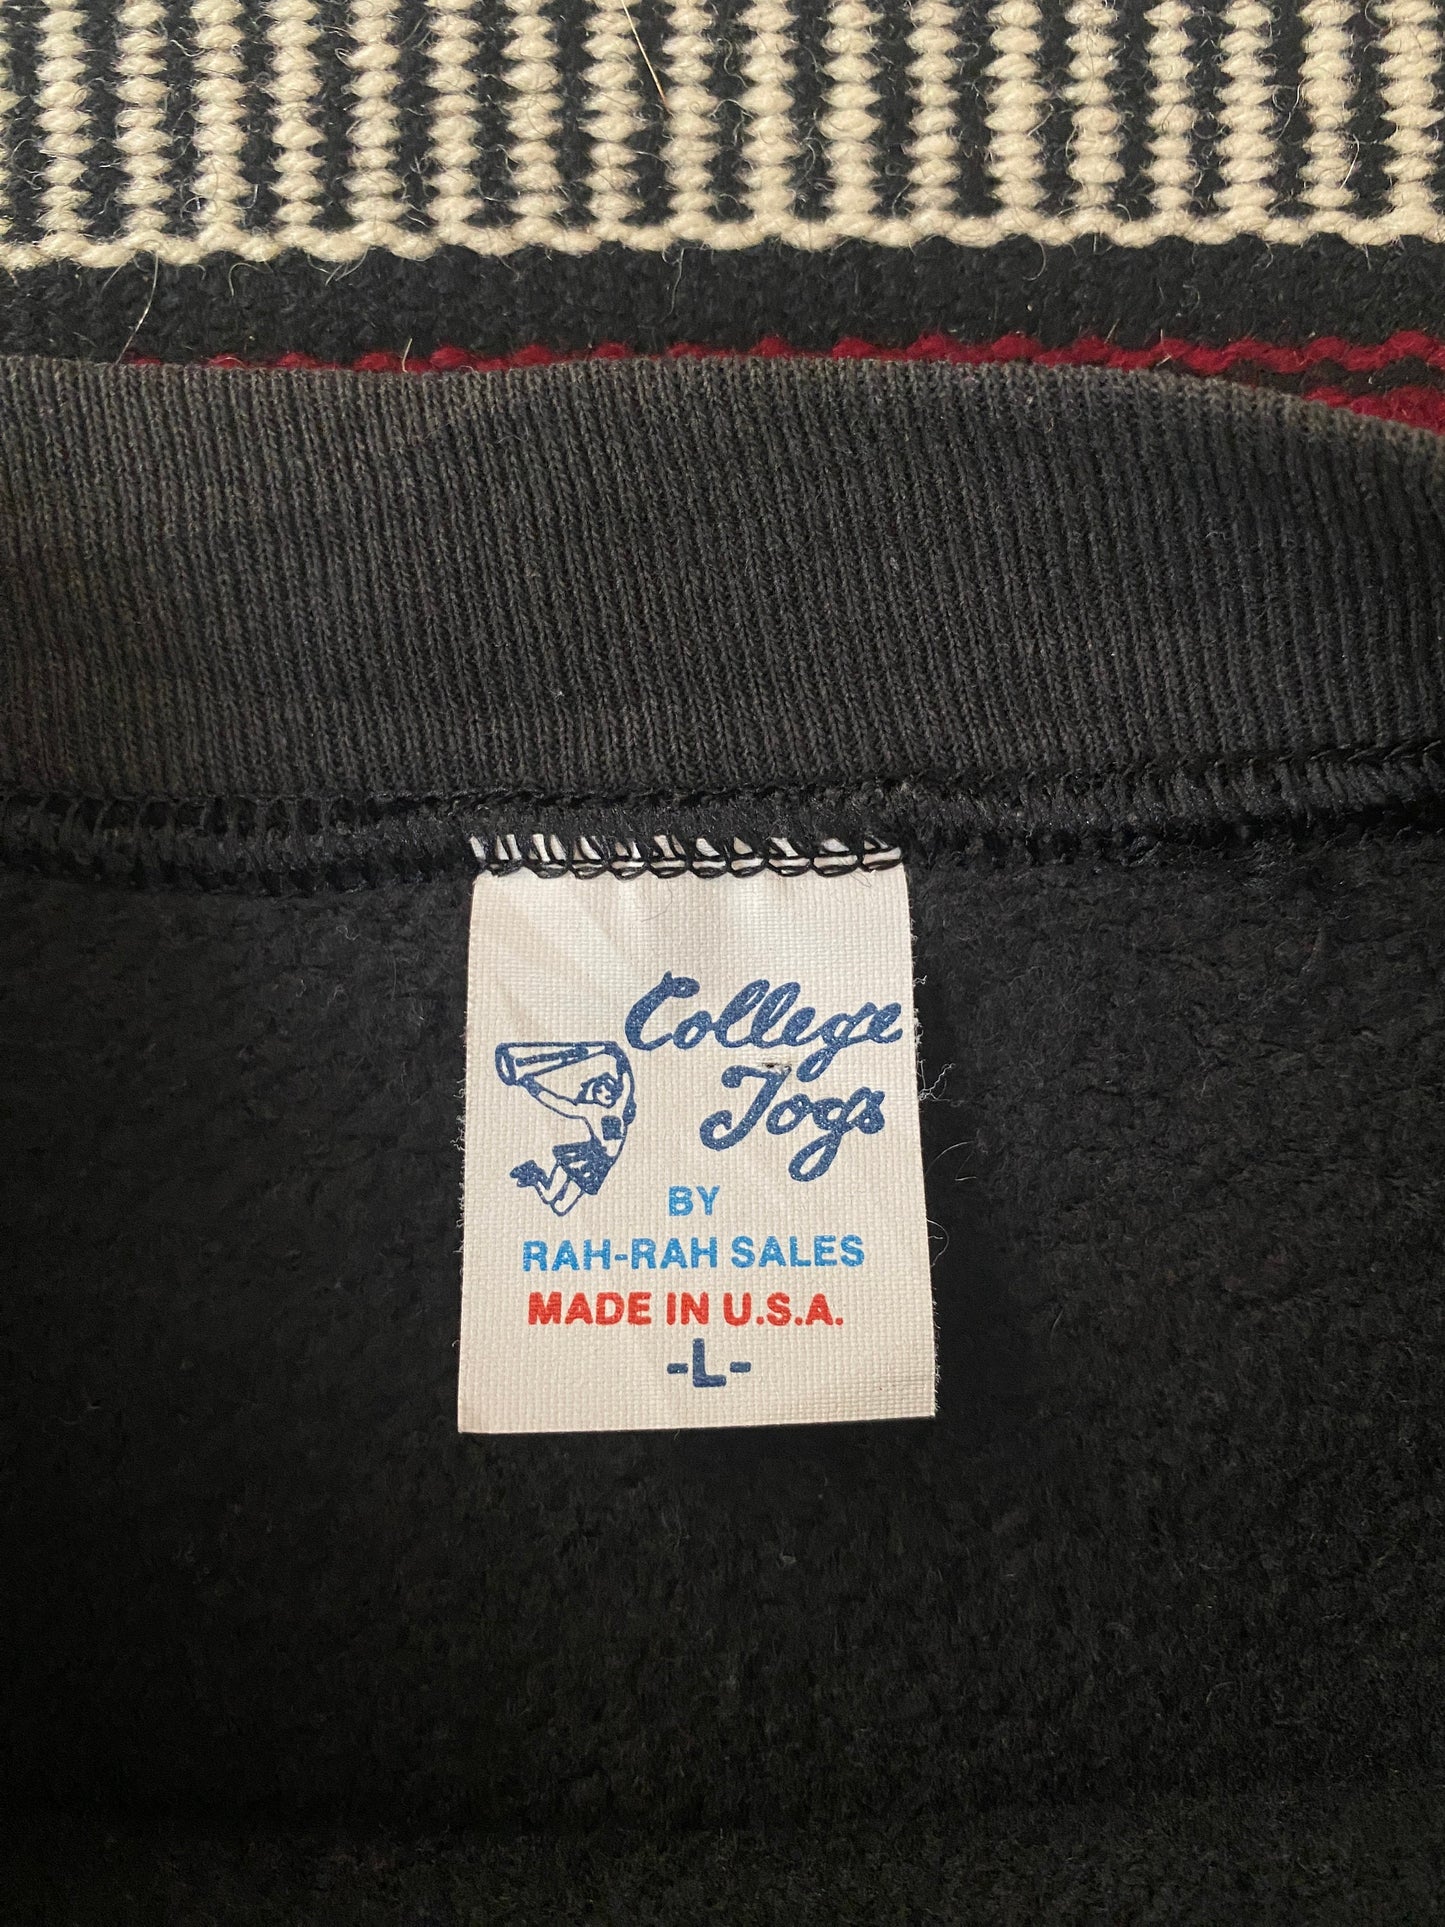 College
Jogs
BY
RAH-RAH SALES
MADE IN U.S.A.
-L-